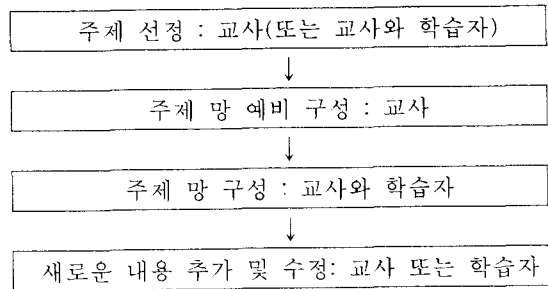 주제 선정 : 교사(또는 교사와 학습자)
↓
주제 망 예비 구성 : 교사
↓
주제 망 구성 : 교사와 학습자
↓
새로운 내용 추가 및 수정: 교사 또는 학습자